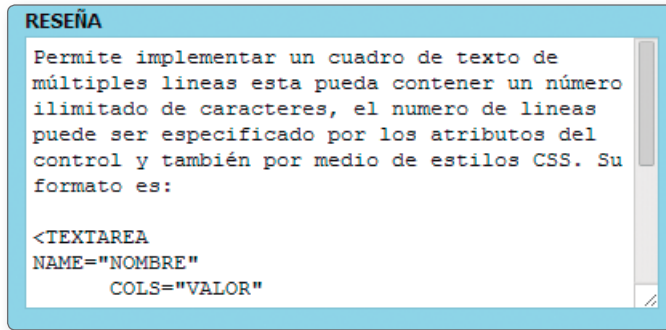 RESEÑA
Permite implementar un cuadro de texto de
múltiples lineas esta pueda contener un número
ilimitado de caracteres, el numero de lineas
puede ser especificado por los atributos del
control y también por medio de estilos CSS. Su
formato es:
<TEXTAREA
NAME="NOMBRE"
COLS="VALOR"